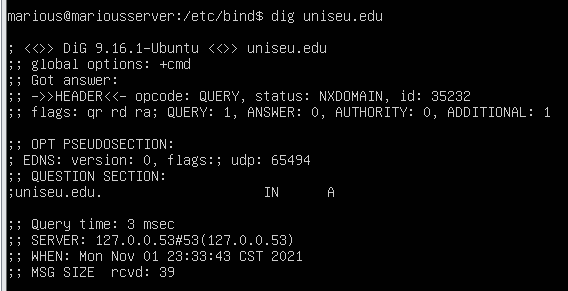 marious@mariousserver:/etc/bind$ dig uniseu.edu
; <<>> DiG 9.16.1-Ubuntu <<>> uniseu.edu
;; global options: +cmd
;; Got answer:
;; ->>HEADER<<- opcode: QUERY, status: NXDOMAIN, id: 35232
;; flags: qr rd ra; QUERY: 1, ANSWER: 0, AUTHORITY: 0, ADDITIONAL: 1
;; OPT PSEUDOSECTION:
; EDNS: version: 0, flags:; udp: 65494
;; QUESTION SECTION:
;uniseu.edu. IN A
;; Query time: 3 msec
;; SERVER: 127.0.0.53#53(127.0.0.53)
;; WHEN: Mon Nov 01 23:33:43 CST 2021
;; MSG SIZE rcvd: 39